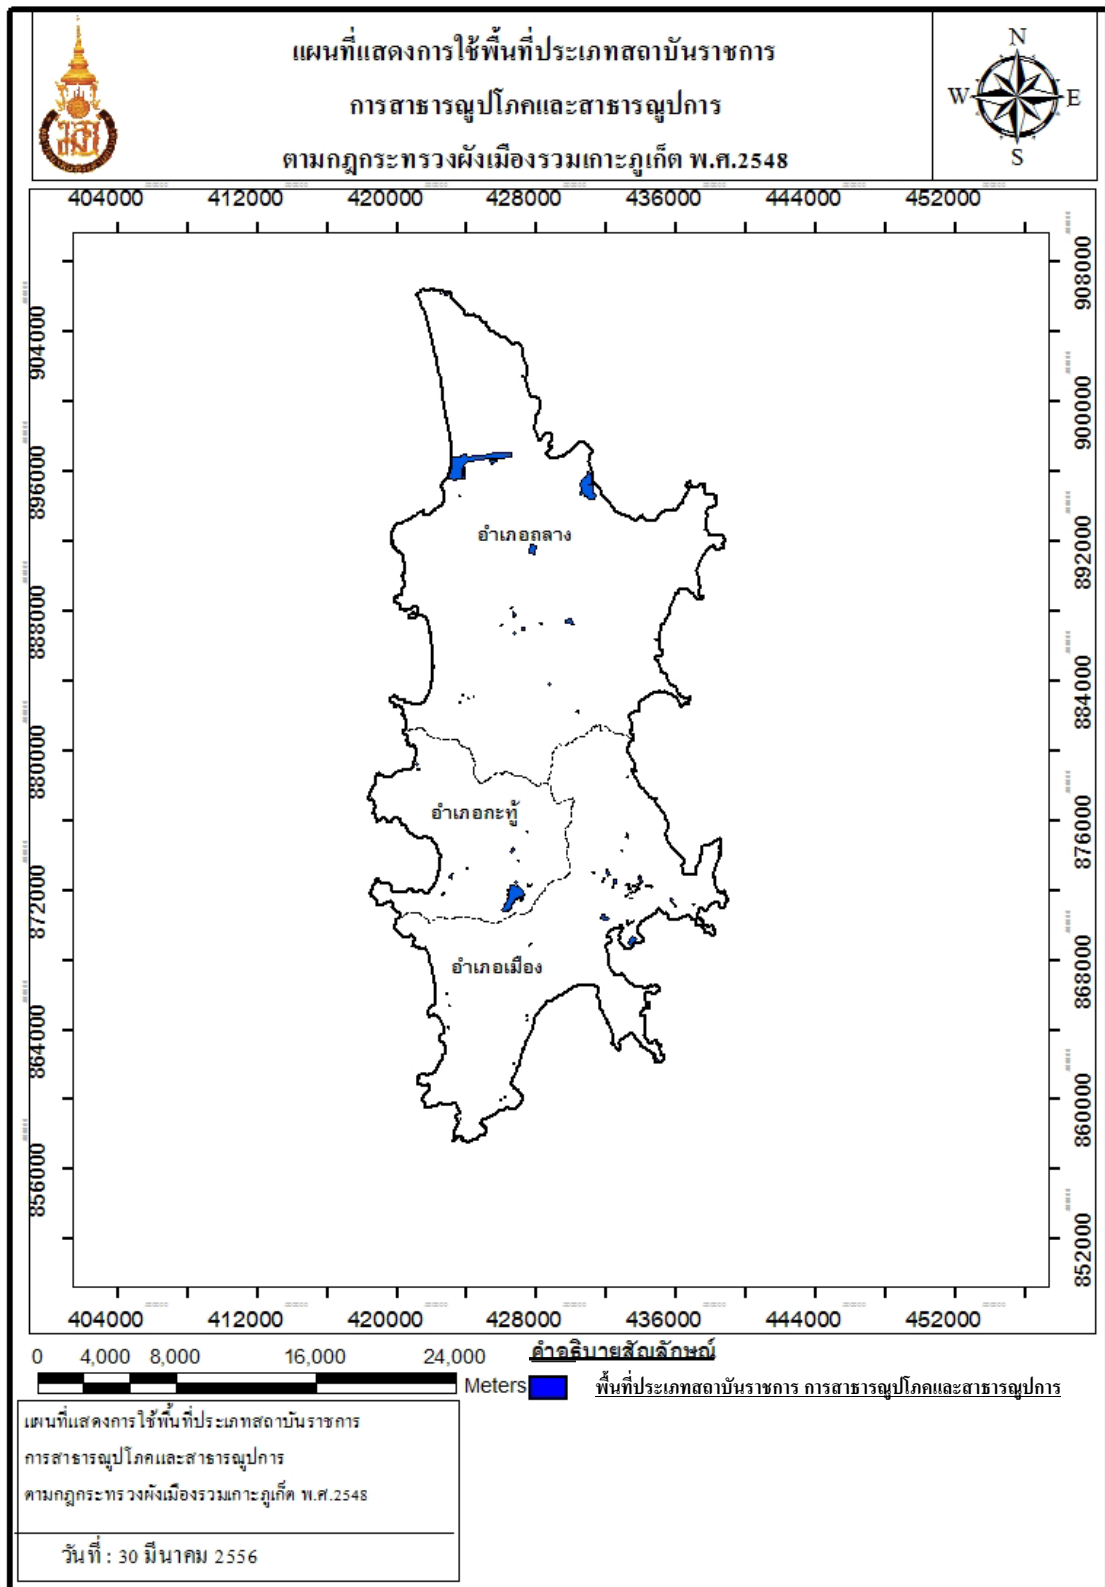 แผนที่แสดงการใช้พื้นที่ประเภทสถาบันราชการ
การสาธารณูปโภคและสาธารณูปการ
ตามกฎกระทรวงผังเมืองรวมเกาะภูเก็ต พ.ศ.2548
N
W E
S
404000 412000 420000 428000 436000 444000 452000
908000
904000
900000
896000
892000
888000
884000
880000
876000
872000
868000
864000
860000
856000
852000
อำเภอถลาง
อำเภอกะทู้
อำเภอเมือง
404000 412000 420000 428000 436000 444000 452000
0 4,000 8,000 16,000 24,000
Meters
คำอธิบายสัญลักษณ์
พื้นที่ประเภทสถาบันราชการ การสาธารณูปโภคและสาธารณูปการ
แผนที่แสดงการใช้พื้นที่ประเภทสถาบันราชการ
การสาธารณูปโภคและสาธารณูปการ
ตามกฎกระทรวงผังเมืองรวมเกาะภูเก็ต พ.ศ.2548
วันที่ : 30 มีนาคม 2556